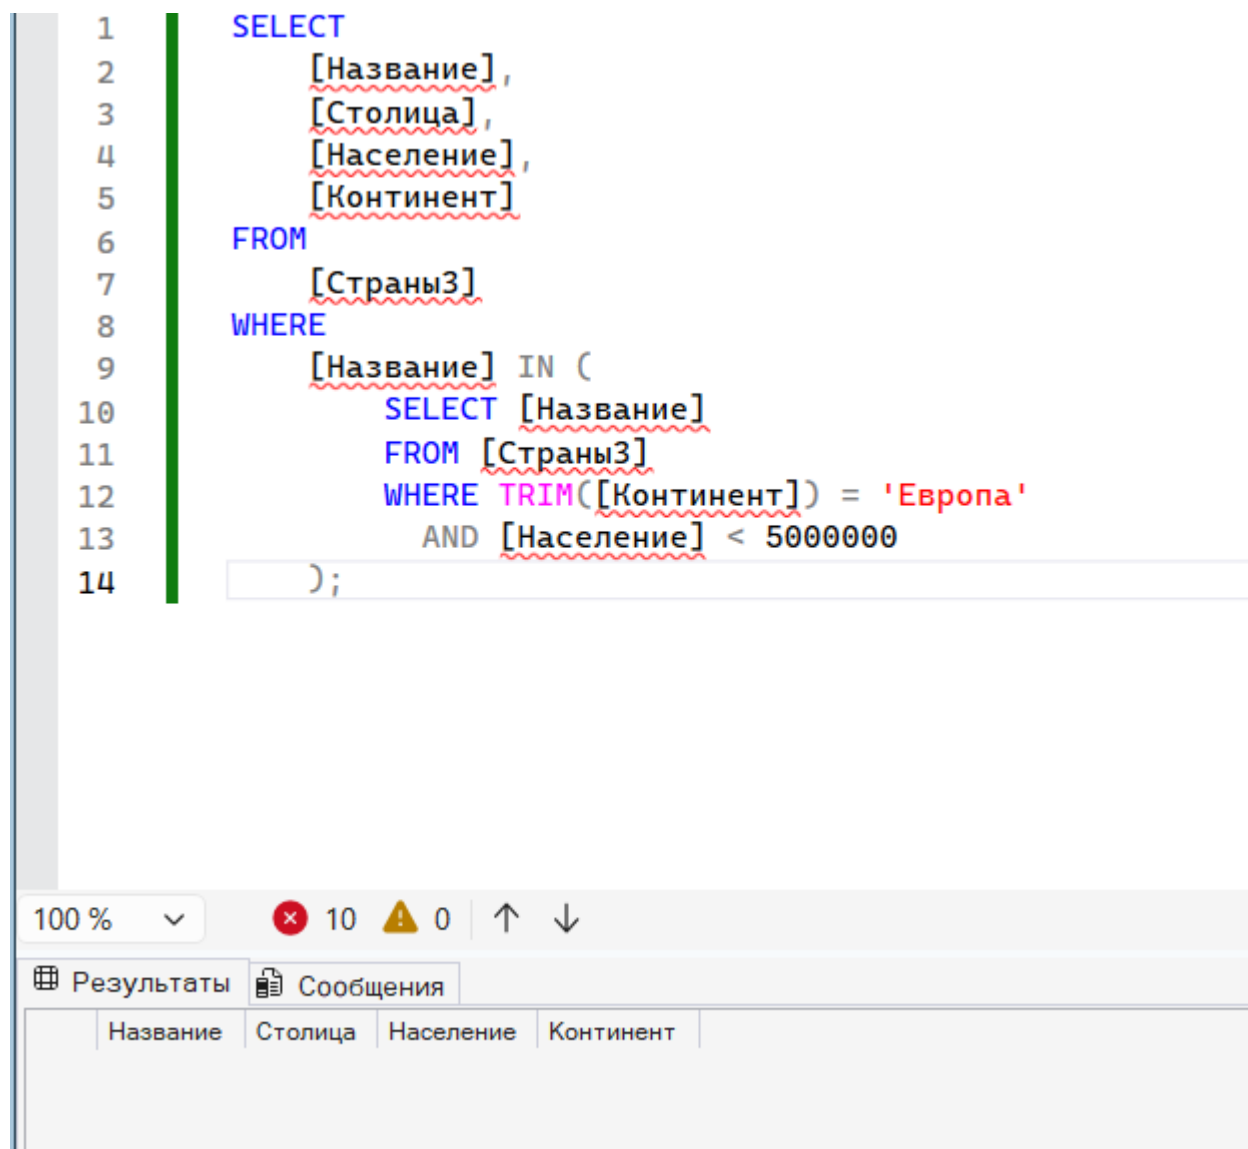 1 SELECT
2 [Название],
3 [Столица],
4 [Население],
5 [Континент]
6 FROM
7 [Страны3]
8 WHERE
9 [Название] IN (
10 SELECT [Название]
11 FROM [Страны3]
12 WHERE TRIM([Континент]) = 'Европа'
13 AND [Население] < 5000000
14 );
100 % 10 0
Результаты Сообщения
Название Столица Население Континент